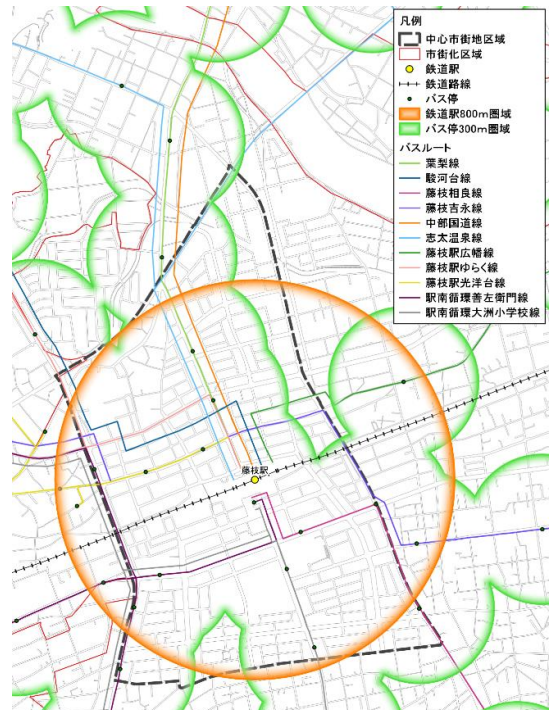 凡例
中心市街地区域
市街化区域
鉄道駅
鉄道路線
バス停
鉄道駅800m圏域
バス停300m圏域
バスルート
葉梨線
駿河台線
藤枝相良線
藤枝吉永線
中部国道線
志太温泉線
藤枝駅広幡線
藤枝駅ゆらく線
藤枝駅光洋台線
駅南循環善左衛門線
駅南循環大洲小学校線
藤枝駅